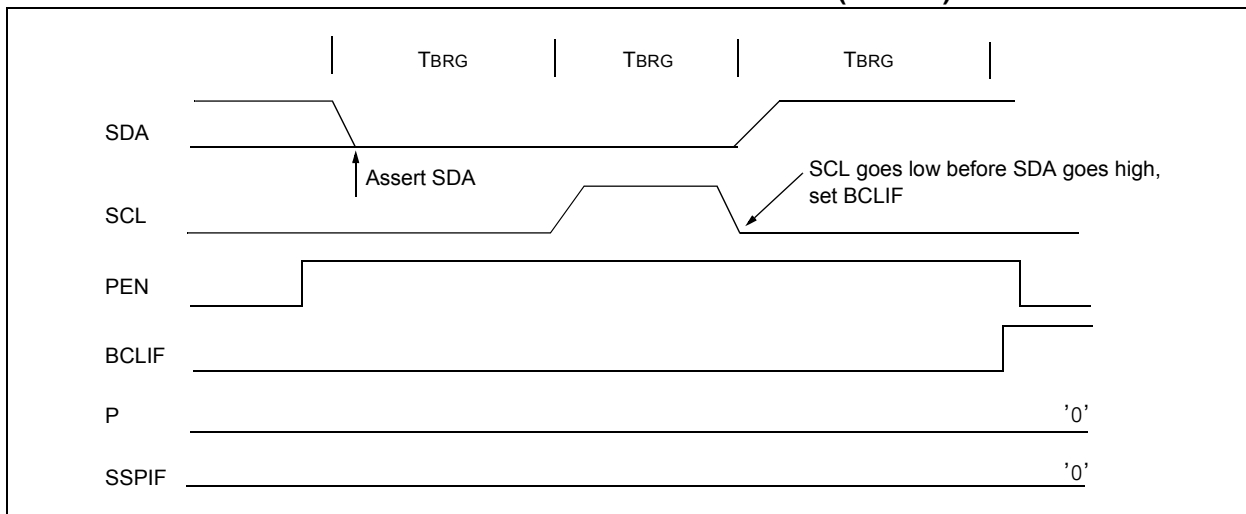 TBRG TBRG TBRG
SDA
Assert SDA
SCL goes low before SDA goes high,
set BCLIF
SCL
PEN
BCLIF
P '0'
SSPIF '0'